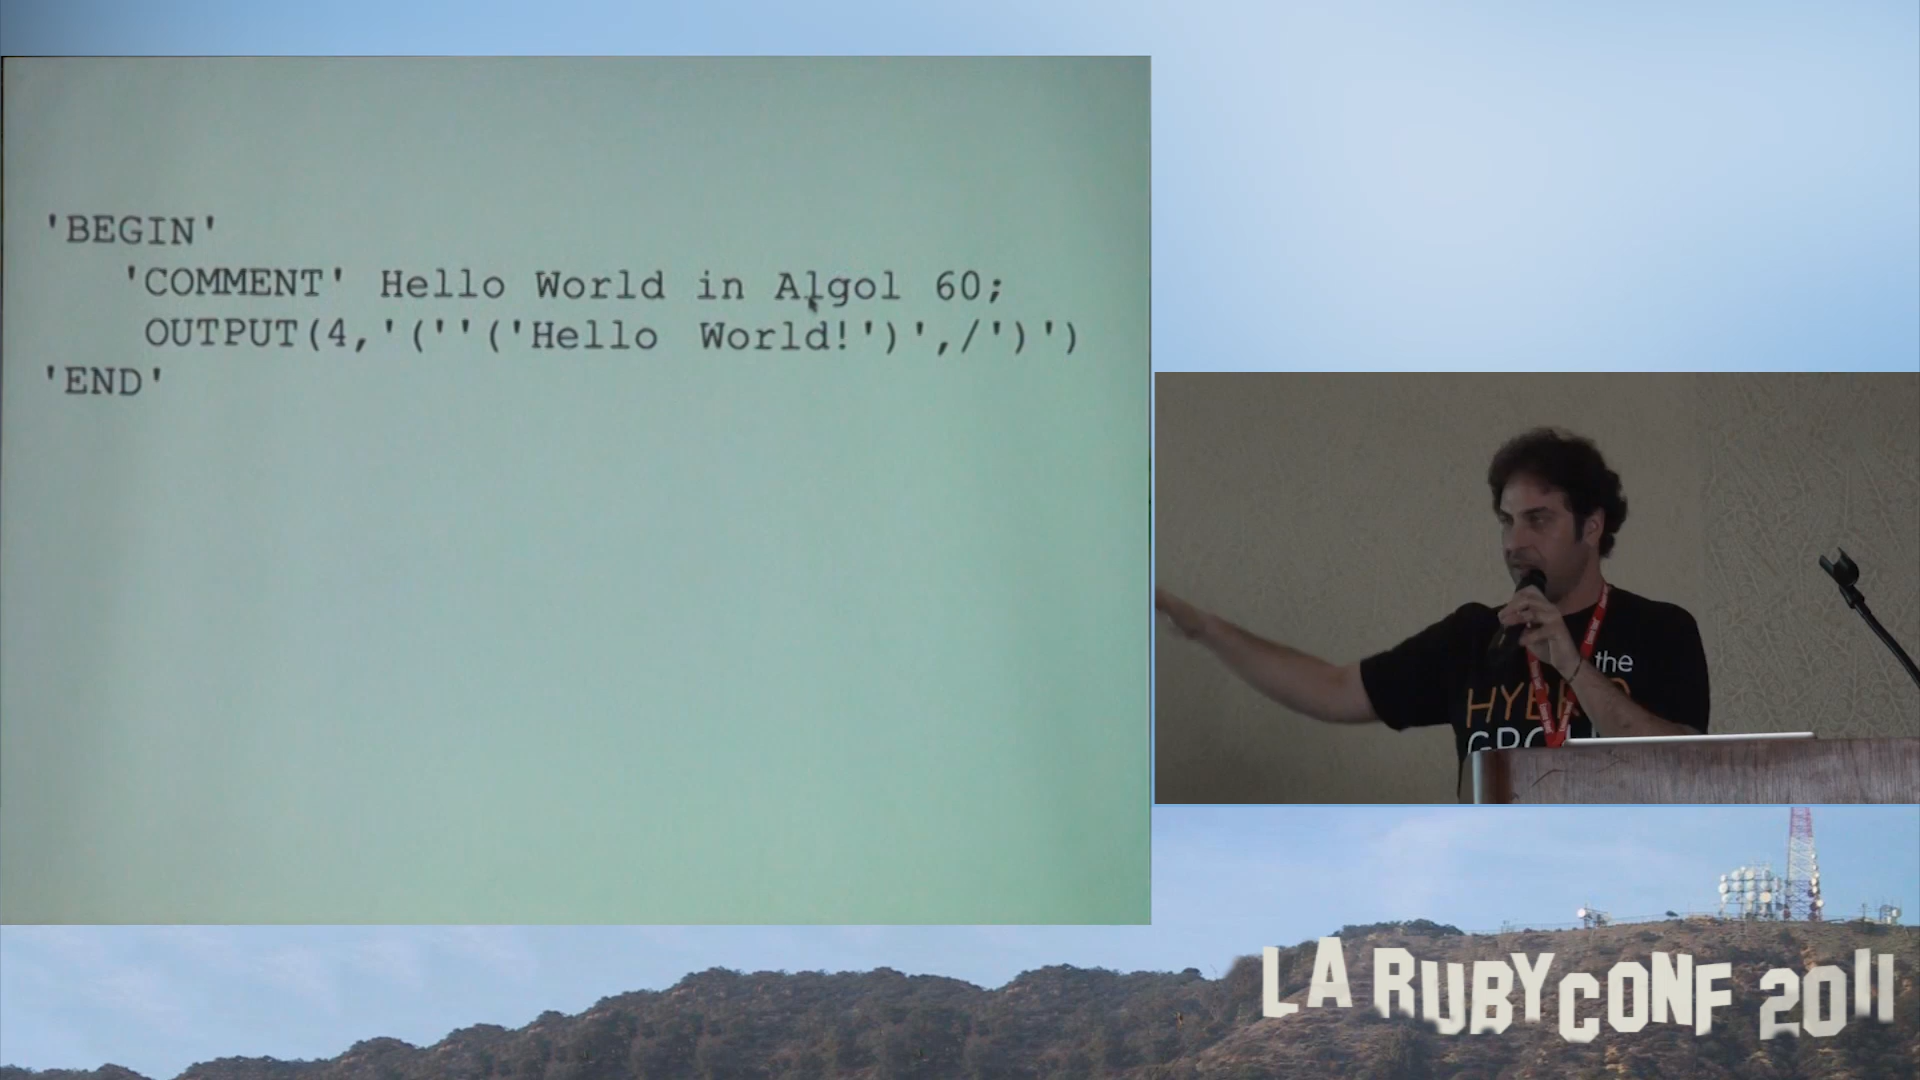 'BEGIN'
'COMMENT' Hello World in Algol 60;
OUTPUT(4,'(''('Hello World!')',/')')
'END'
the
LA RUBYCONF 2011